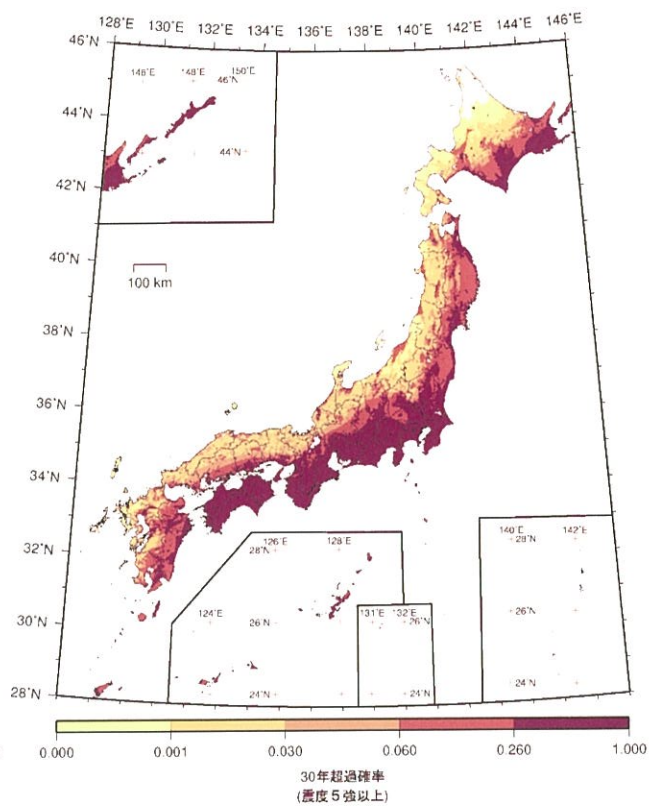 128°E 130°E 132°E 134°E 136°E 138°E 140°E 142°E 144°E 146°E
46°N
146°E 148°E 150°E
46°N
44°N
44°N
42°N
40°N
100 km
38°N
36°N
34°N
32°N
30°N
28°N
126°E 128°E
28°N
124°E
26°N
24°N
131°E 132°E
26°N
24°N
140°E 142°E
28°N
26°N
24°N
0.000 0.001 0.030 0.060 0.260 1.000
30年超過確率
(震度5強以上)